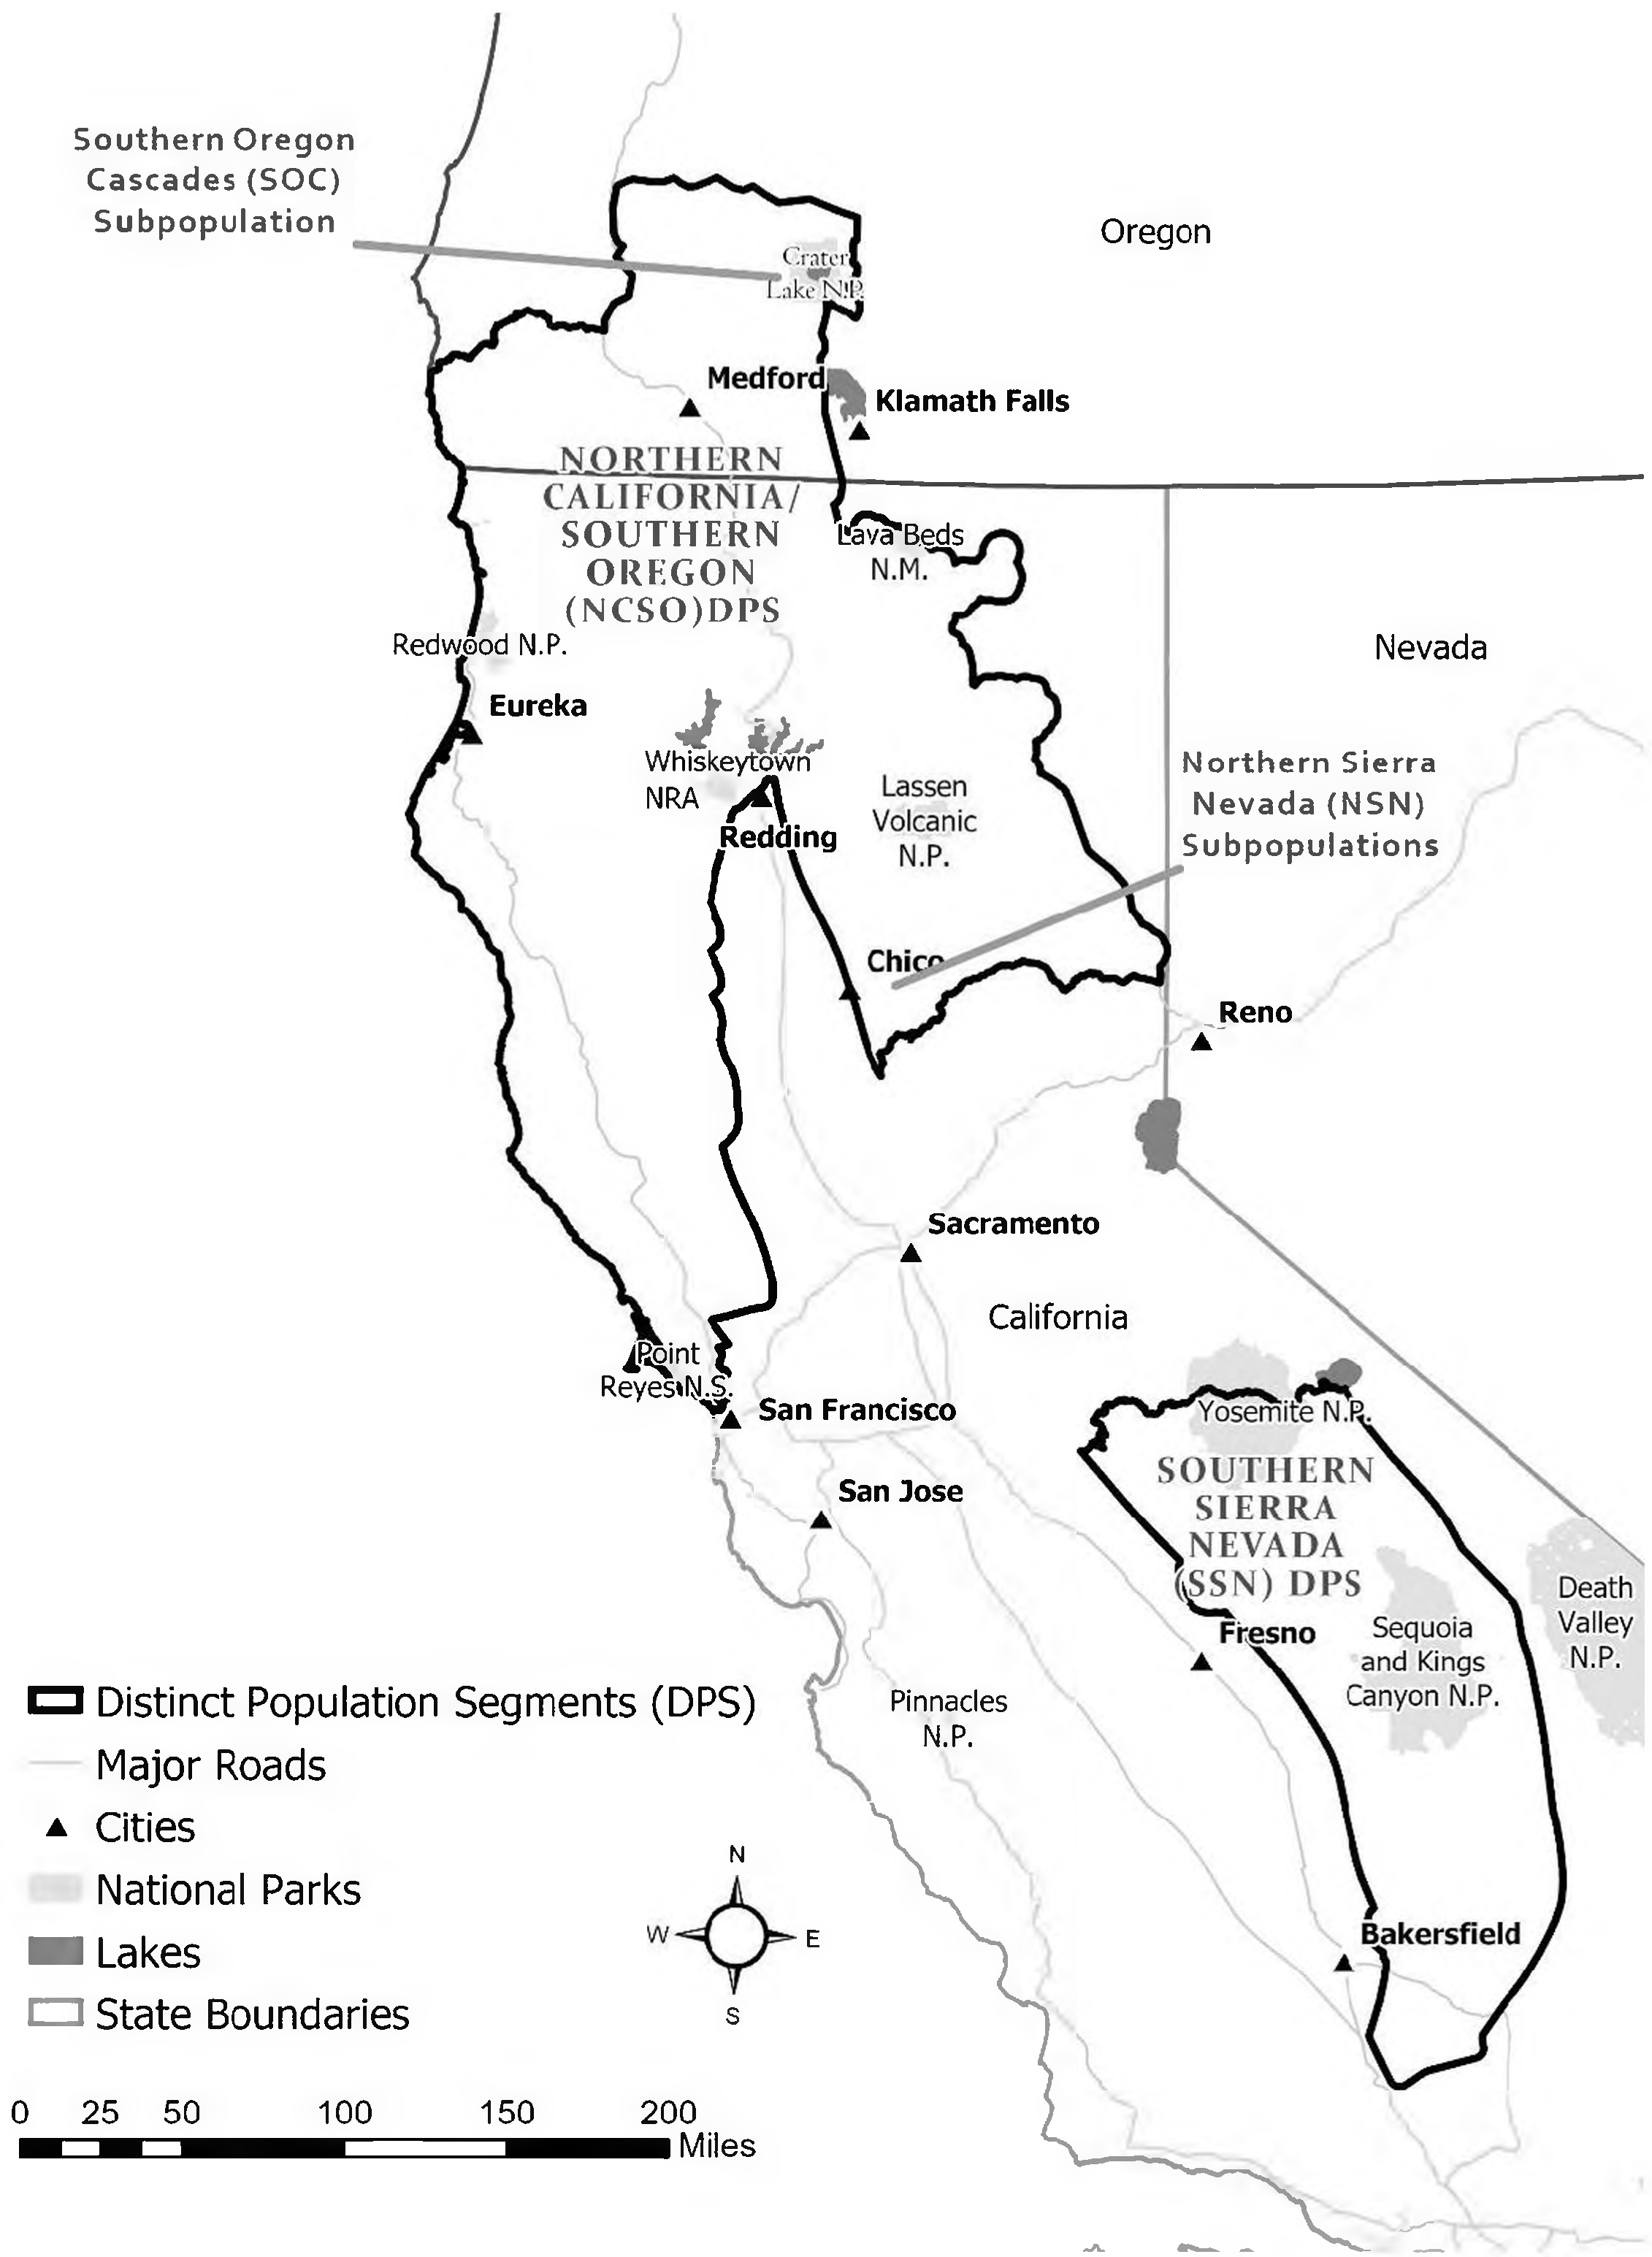 Southern Oregon
Cascades (SOC)
Subpopulation
Oregon
Crater
Lake N.P.
Medford
Klamath Falls
NORTHERN
CALIFORNIA/
SOUTHERN
OREGON
(NCSO) DPS
Lava Beds
N.M.
Redwood N.P.
Nevada
Eureka
Whiskeytown
NRA
Redding
Lassen
Volcanic
N.P.
Northern Sierra
Nevada (NSN)
Subpopulations
Chico
Reno
Sacramento
California
Point
Reyes N.S.
San Francisco
Yosemite N.P.
San Jose
SOUTHERN
SIERRA
NEVADA
(SSN) DPS
Fresno
Sequoia
and Kings
Canyon N.P.
Death
Valley
N.P.
Pinnacles
N.P.
Bakersfield
Distinct Population Segments (DPS)
Major Roads
Cities
National Parks
Lakes
State Boundaries
N
W
E
S
0 25 50 100 150 200
Miles